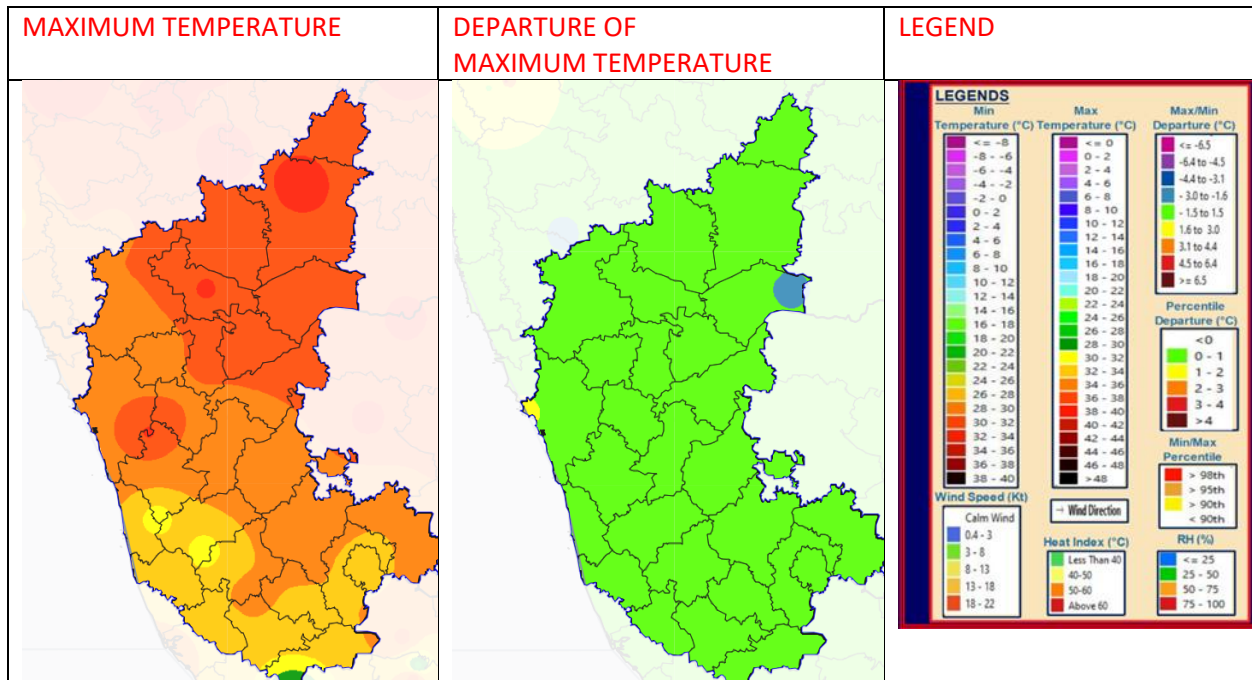 MAXIMUM TEMPERATURE
DEPARTURE OF
MAXIMUM TEMPERATURE
LEGEND
LEGENDS
Min
Temperature (°C)
<= -8
-8 - -6
-6 - -4
-4 - -2
-2 - 0
0 - 2
2 - 4
4 - 6
6 - 8
8 - 10
10 - 12
12 - 14
14 - 16
16 - 18
18 - 20
20 - 22
22 - 24
24 - 26
26 - 28
28 - 30
30 - 32
32 - 34
34 - 36
36 - 38
38 - 40
Max
Temperature (°C)
<= 0
0 - 2
2 - 4
4 - 6
6 - 8
8 - 10
10 - 12
12 - 14
14 - 16
16 - 18
18 - 20
20 - 22
22 - 24
24 - 26
26 - 28
28 - 30
30 - 32
32 - 34
34 - 36
36 - 38
38 - 40
40 - 42
42 - 44
44 - 46
46 - 48
>48
Max/Min
Departure (°C)
<= -6.5
-6.4 to -4.5
-4.4 to -3.1
- 3.0 to -1.6
- 1.5 to 1.5
1.6 to 3.0
3.1 to 4.4
4.5 to 6.4
>= 6.5
Percentile
Departure (°C)
<0
0 - 1
1 - 2
2 - 3
3 - 4
>4
Min/Max
Percentile
> 98th
> 95th
> 90th
< 90th
Wind Speed (Kt)
Calm Wind
0.4 - 3
3 - 8
8 - 13
13 - 18
18 - 22
→ Wind Direction
Heat Index (°C)
Less Than 40
40-50
50-60
Above 60
RH (%)
<= 25
25 - 50
50 - 75
75 - 100